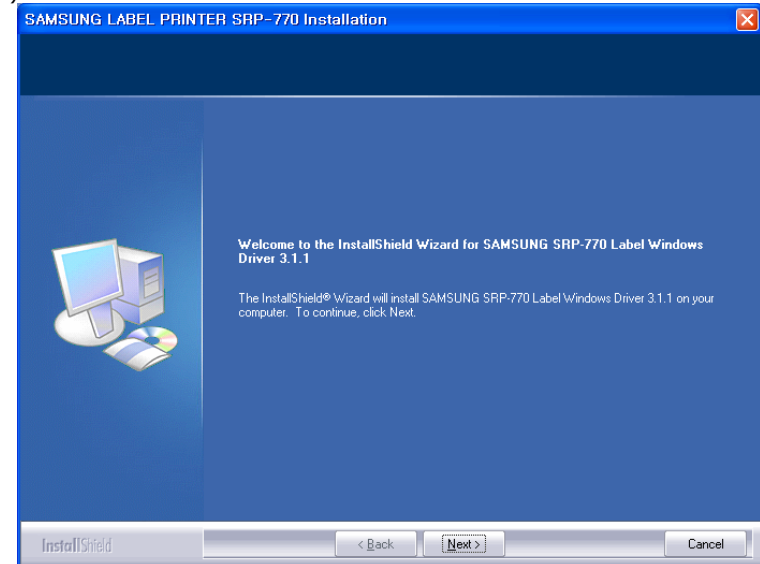 SAMSUNG LABEL PRINTER SRP-770 Installation
Welcome to the InstallShield Wizard for SAMSUNG SRP-770 Label Windows
Driver 3.1.1
The InstallShield® Wizard will install SAMSUNG SRP-770 Label Windows Driver 3.1.1 on your
computer. To continue, click Next.
InstallShield
< Back
Next >
Cancel